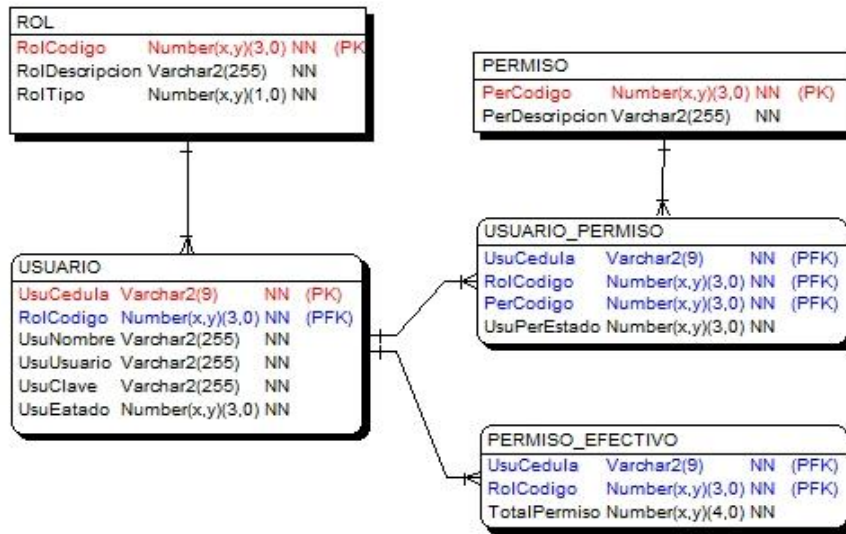 ROL
RolCodigo Number(x,y)(3,0) NN (PK
RolDescripcion Varchar2(255) NN
RolTipo Number(x,y)(1,0) NN
PERMISO
PerCodigo Number(x,y)(3,0) NN (PK)
PerDescripcion Varchar2(255) NN
USUARIO
UsuCedula Varchar2(9) NN (PK)
RolCodigo Number(x,y)(3,0) NN (PFK)
UsuNombre Varchar2(255) NN
UsuUsuario Varchar2(255) NN
UsuClave Varchar2(255) NN
UsuEatado Number(x,y)(3,0) NN
USUARIO_PERMISO
UsuCedula Varchar2(9) NN (PFK)
RolCodigo Number(x,y)(3,0) NN (PFK)
PerCodigo Number(x,y)(3,0) NN (PFK)
UsuPerEstado Number(x,y)(3,0) NN
PERMISO_EFECTIVO
UsuCedula Varchar2(9) NN (PFK)
RolCodigo Number(x,y)(3,0) NN (PFK)
TotalPermiso Number(x,y)(4,0) NN